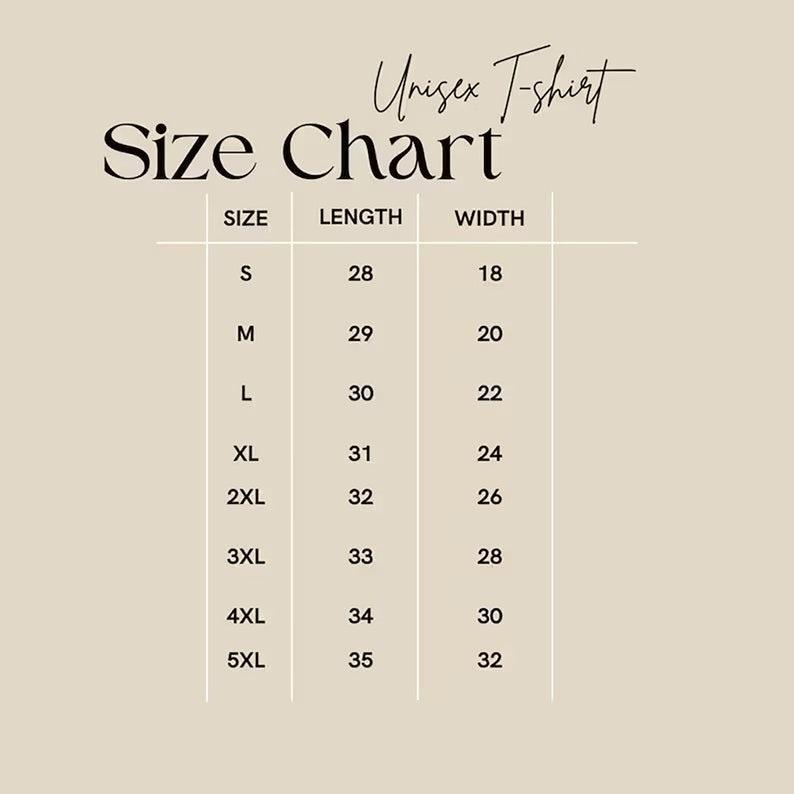 Unisex T-shirt
Size Chart
SIZE LENGTH WIDTH
S 28 18
M 29 20
L 30 22
XL 31 24
2XL 32 26
3XL 33 28
4XL 34 30
5XL 35 32